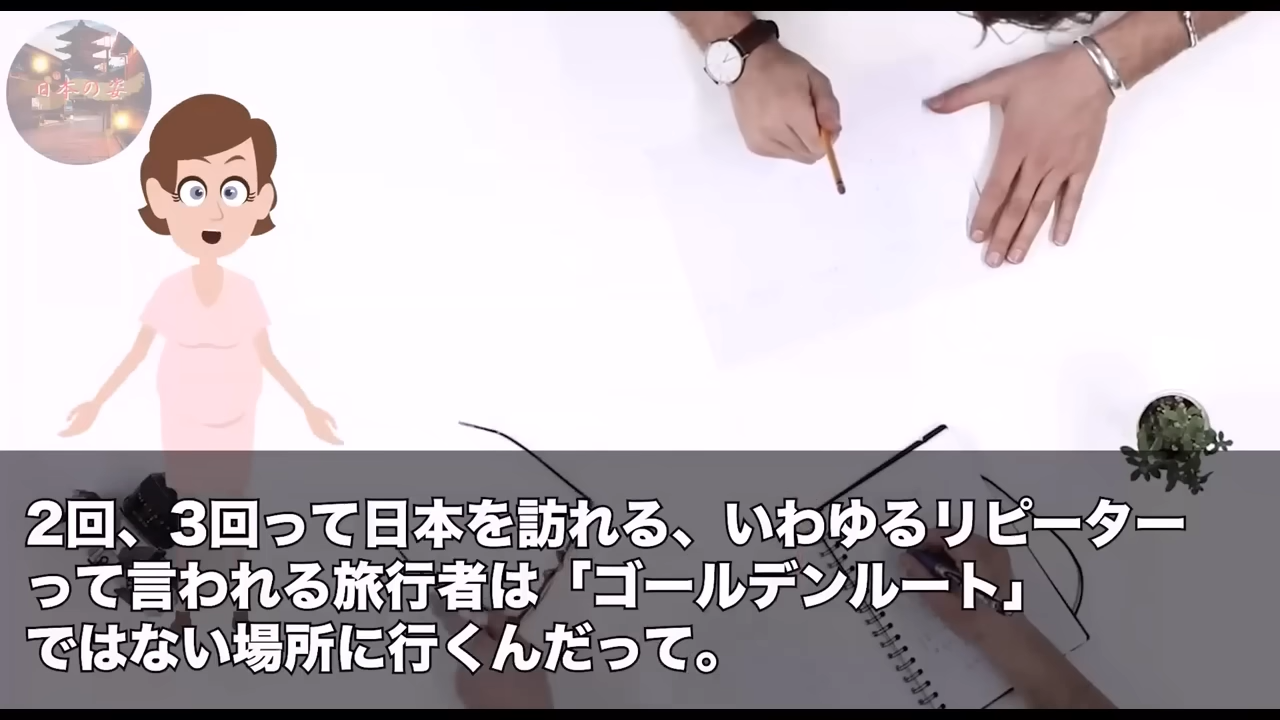 日本の姿
2回、3回って日本を訪れる、いわゆるリピーター
って言われる旅行者は「ゴールデンルート」
ではない場所に行くんだって。